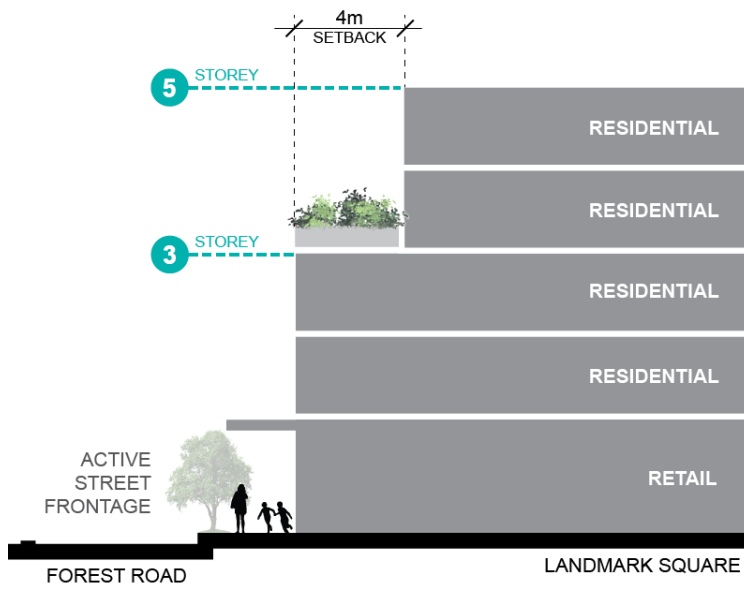 4m
SETBACK
5 STOREY
RESIDENTIAL
RESIDENTIAL
3 STOREY
RESIDENTIAL
RESIDENTIAL
ACTIVE
STREET
FRONTAGE
RETAIL
FOREST ROAD
LANDMARK SQUARE